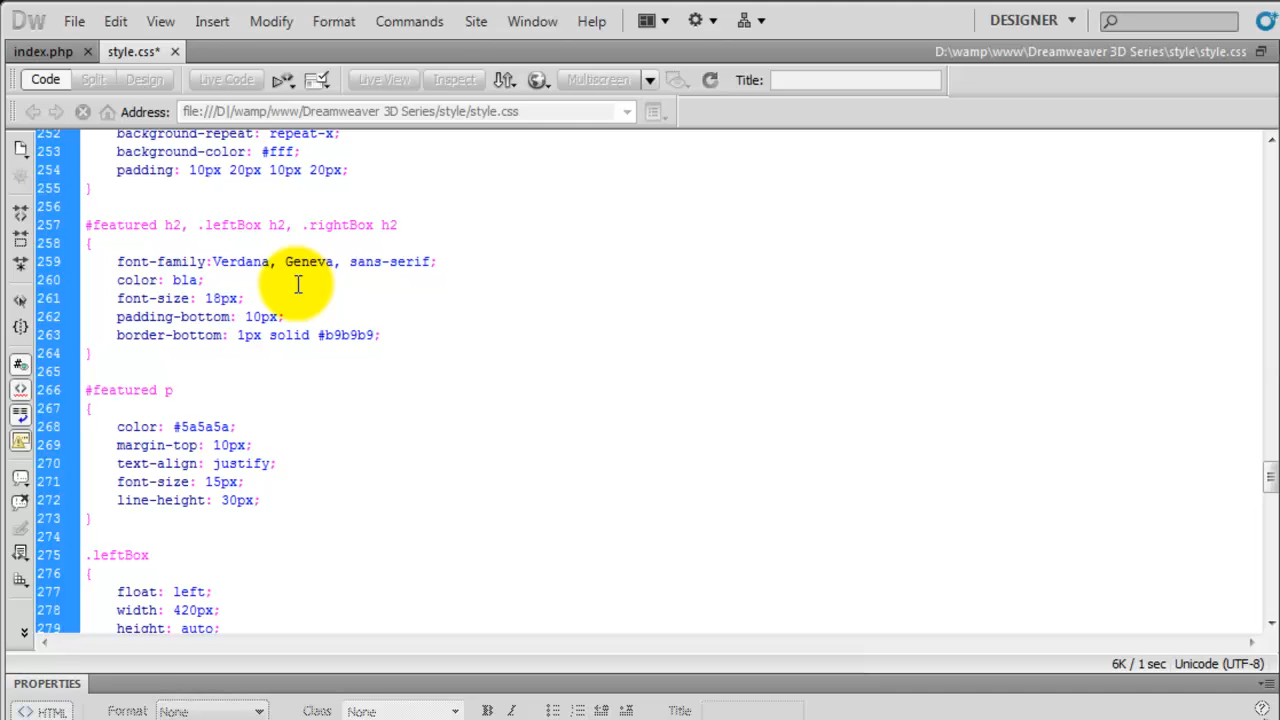 Dw File Edit View Insert Modify Format Commands Site Window Help DESIGNER
index.php style.css* D:\wamp\www\Dreamweaver 3D Series\style\style.css
Code Split Design Live Code Live View Inspect Multiscreen Title:
Address: file:///D|/wamp/www/Dreamweaver 3D Series/style/style.css
252 background-repeat: repeat-x;
253 background-color: #fff;
254 padding: 10px 20px 10px 20px;
255 }
256
257 #featured h2, .leftBox h2, .rightBox h2
258 {
259 font-family:Verdana, Geneva, sans-serif;
260 color: bla;
261 font-size: 18px;
262 padding-bottom: 10px;
263 border-bottom: 1px solid #b9b9b9;
264 }
265
266 #featured p
267 {
268 color: #5a5a5a;
269 margin-top: 10px;
270 text-align: justify;
271 font-size: 15px;
272 line-height: 30px;
273 }
274
275 .leftBox
276 {
277 float: left;
278 width: 420px;
279 height: auto;
6K / 1 sec Unicode (UTF-8)
PROPERTIES
<> HTML Format None Class None B I Title